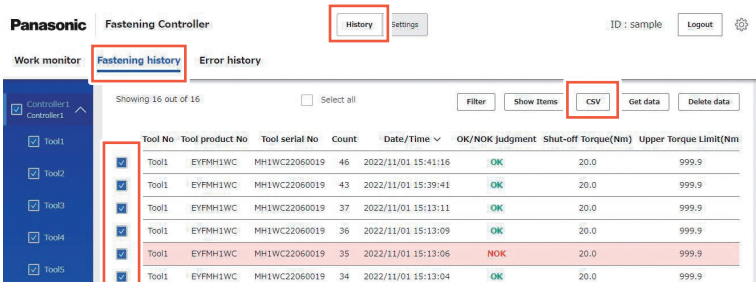 Panasonic Fastening Controller History Settings ID : sample Logout
Work monitor Fastening history Error history
Controller1
Controller1
Tool1
Tool2
Tool3
Tool4
Tool5
Showing 16 out of 16 Select all Filter Show Items CSV Get data Delete data
Tool No Tool product No Tool serial No Count Date/Time OK/NOK judgment Shut-off Torque(Nm) Upper Torque Limit(Nm
Tool1 EYFMH1WC MH1WC22060019 46 2022/11/01 15:41:16 OK 20.0 999.9
Tool1 EYFMH1WC MH1WC22060019 43 2022/11/01 15:39:41 OK 20.0 999.9
Tool1 EYFMH1WC MH1WC22060019 37 2022/11/01 15:13:11 OK 20.0 999.9
Tool1 EYFMH1WC MH1WC22060019 36 2022/11/01 15:13:09 OK 20.0 999.9
Tool1 EYFMH1WC MH1WC22060019 35 2022/11/01 15:13:06 NOK 20.0 999.9
Tool1 EYFMH1WC MH1WC22060019 34 2022/11/01 15:13:04 OK 20.0 999.9